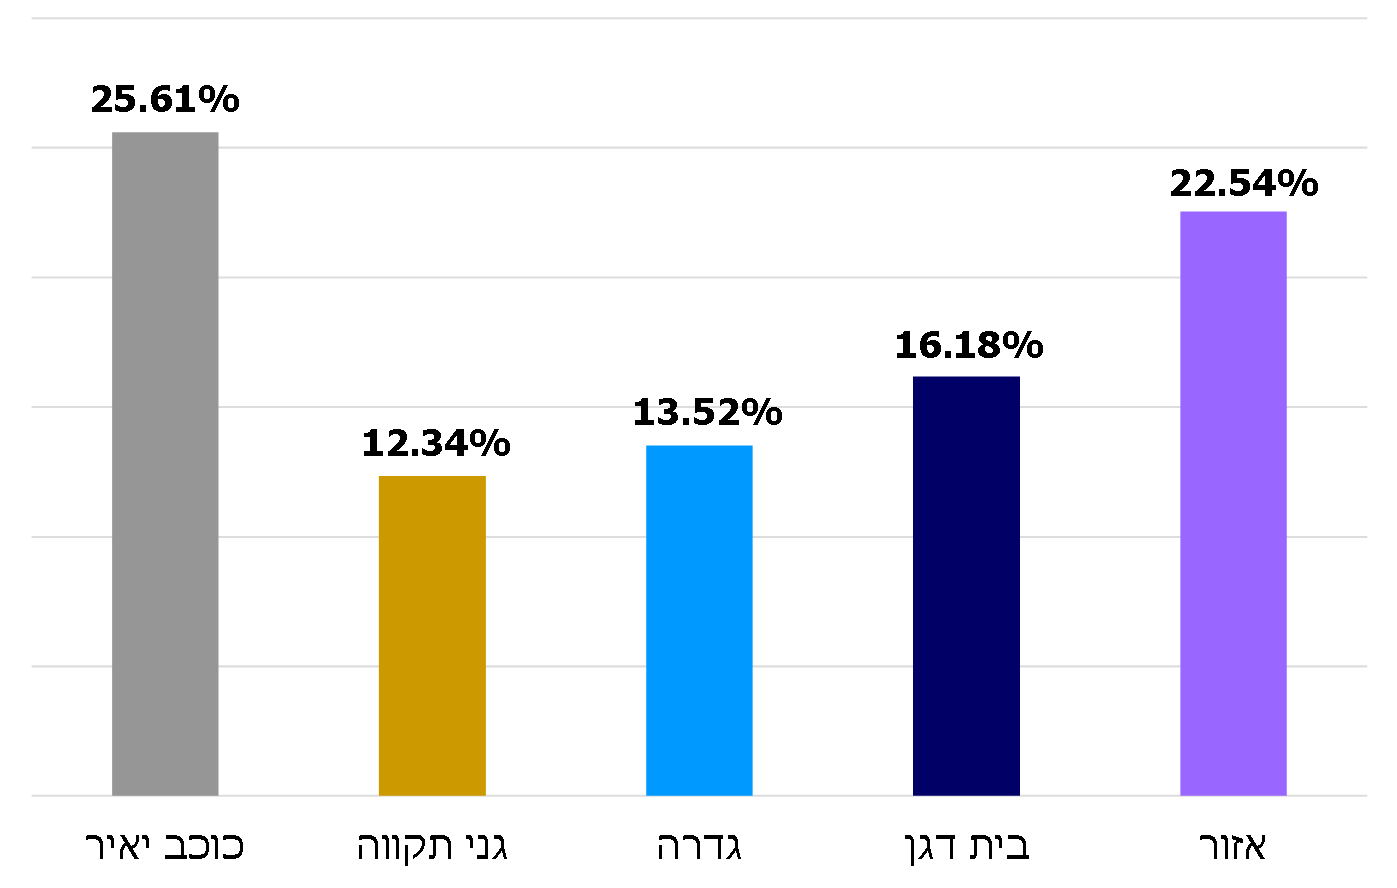 25.61%
22.54%
16.18%
13.52%
12.34%
אזור
בית דגן
גדרה
גני תקווה
כוכב יאיר